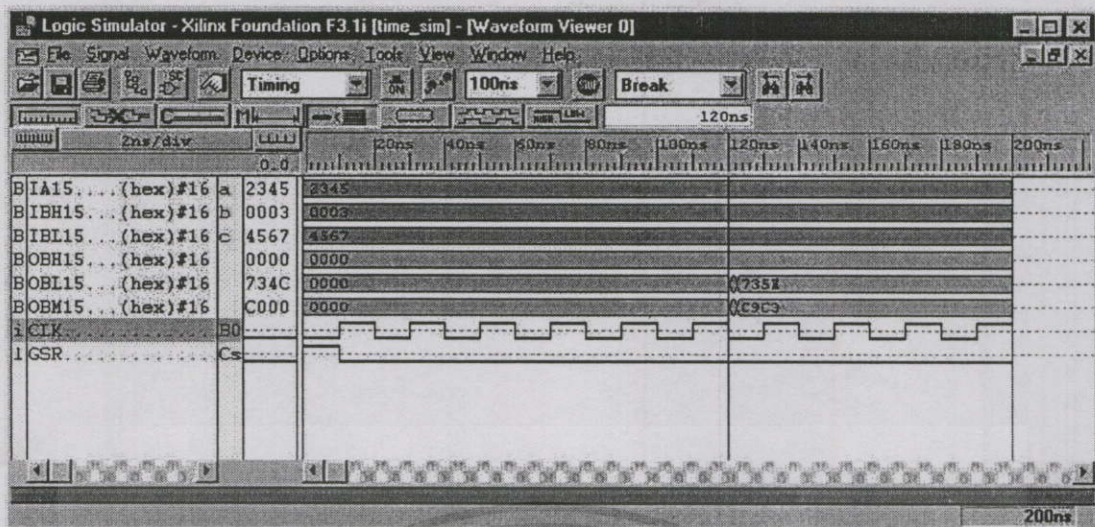 Logic Simulator - Xilinx Foundation F3.1i [time_sim] - [Waveform Viewer 0]
File Signal Waveform Device Options Tools View Window Help
Timing ON 100ns Break
120ns
2ns/div 20ns 40ns 60ns 80ns 100ns 120ns 140ns 160ns 180ns 200ns
0.0
B IA15....(hex)#16 a 2345 2345
B IBH15...(hex)#16 b 0003 0003
B IBL15...(hex)#16 c 4567 4567
B OBH15...(hex)#16 0000 0000
B OBL15...(hex)#16 734C 0000
B OBM15...(hex)#16 C000 0000 C9C3
i CLK B0
i GSR Cs
200ns